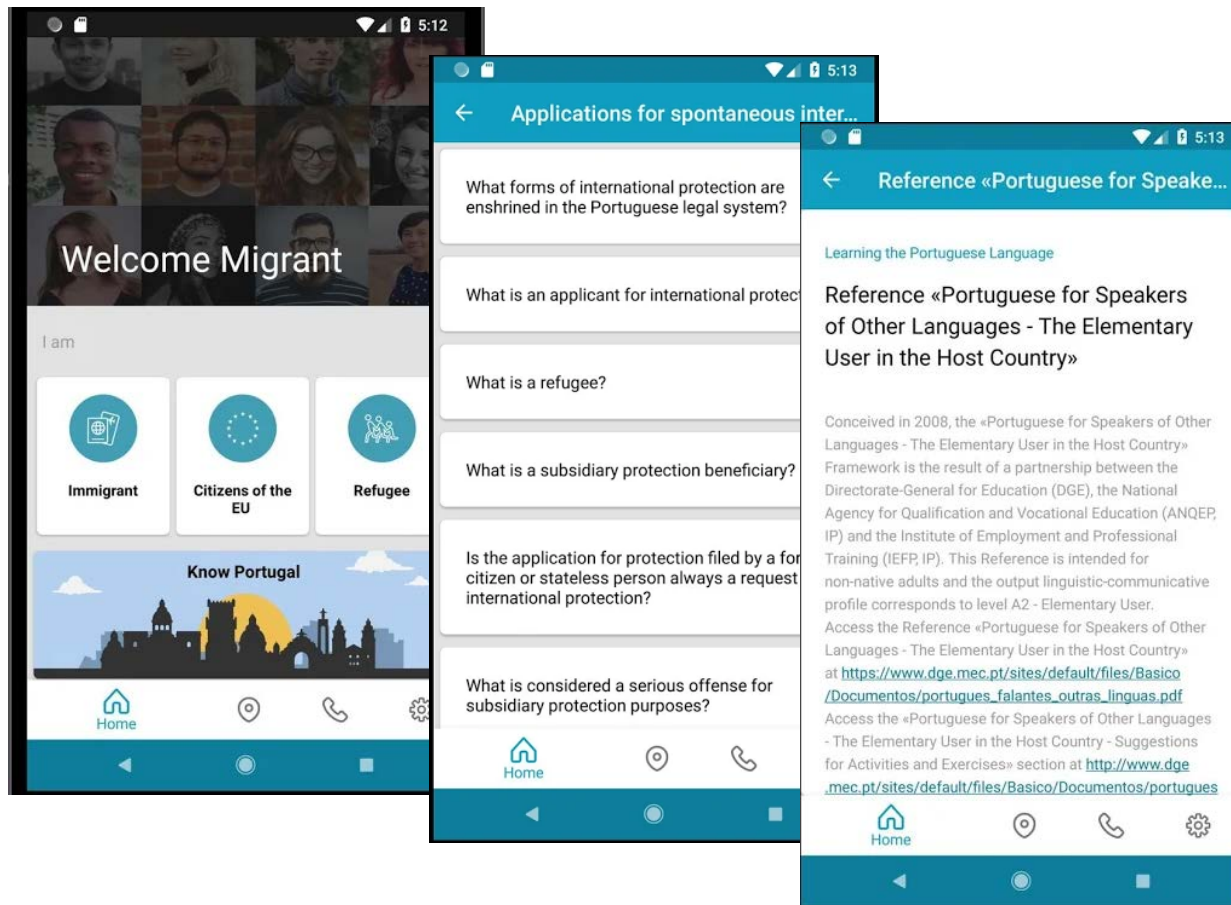 5:12
Welcome Migrant
I am
Immigrant
Citizens of the
EU
Refugee
Know Portugal
Home
5:13
Applications for spontaneous inter...
What forms of international protection are
enshrined in the Portuguese legal system?
What is an applicant for international
What is a refugee?
What is a subsidiary protection beneficiary?
Is the application for protection filed by a
citizen or stateless person always a request
international protection?
What is considered a serious offense for
subsidiary protection purposes?
Home
5:13
Reference «Portuguese for Speake...
Learning the Portuguese Language
Reference «Portuguese for Speakers
of Other Languages - The Elementary
User in the Host Country»
Conceived in 2008, the «Portuguese for Speakers of Other
Languages - The Elementary User in the Host Country»
Framework is the result of a partnership between the
Directorate-General for Education (DGE), the National
Agency for Qualification and Vocational Education (ANQEP,
IP) and the Institute of Employment and Professional
Training (IEFP, IP). This Reference is intended for
non-native adults and the output linguistic-communicative
profile corresponds to level A2 - Elementary User.
Access the Reference «Portuguese for Speakers of Other
Languages - The Elementary User in the Host Country»
at https://www.dge.mec.pt/sites/default/files/Basico
/Documentos/portugues_falantes_outras_linguas.pdf
Access the «Portuguese for Speakers of Other Languages
- The Elementary User in the Host Country - Suggestions
for Activities and Exercises» section at http://www.dge
.mec.pt/sites/default/files/Basico/Documentos/portugues
Home